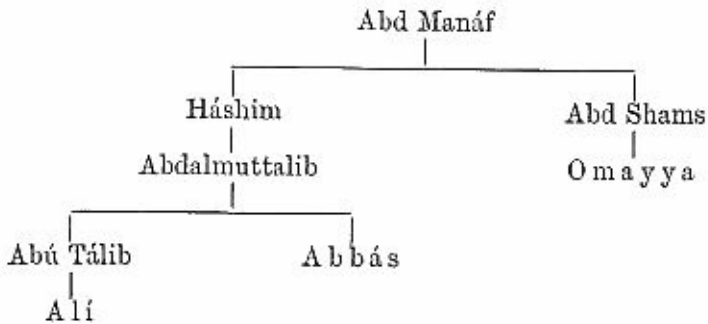 Abd Manáf
Háshim Abd Shams
Abdalmuttalib Omayya
Abú Tálib Abbás
Alí